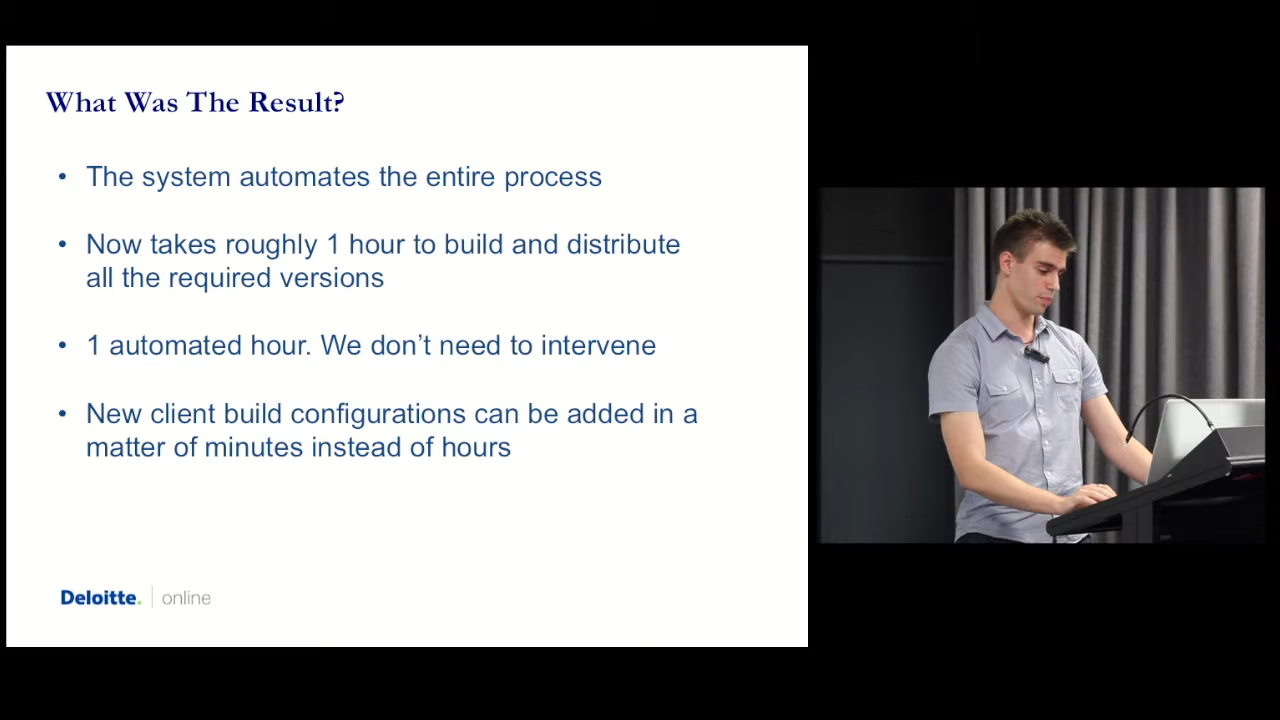 What Was The Result?
• The system automates the entire process
• Now takes roughly 1 hour to build and distribute
all the required versions
• 1 automated hour. We don’t need to intervene
• New client build configurations can be added in a
matter of minutes instead of hours
Deloitte. | online